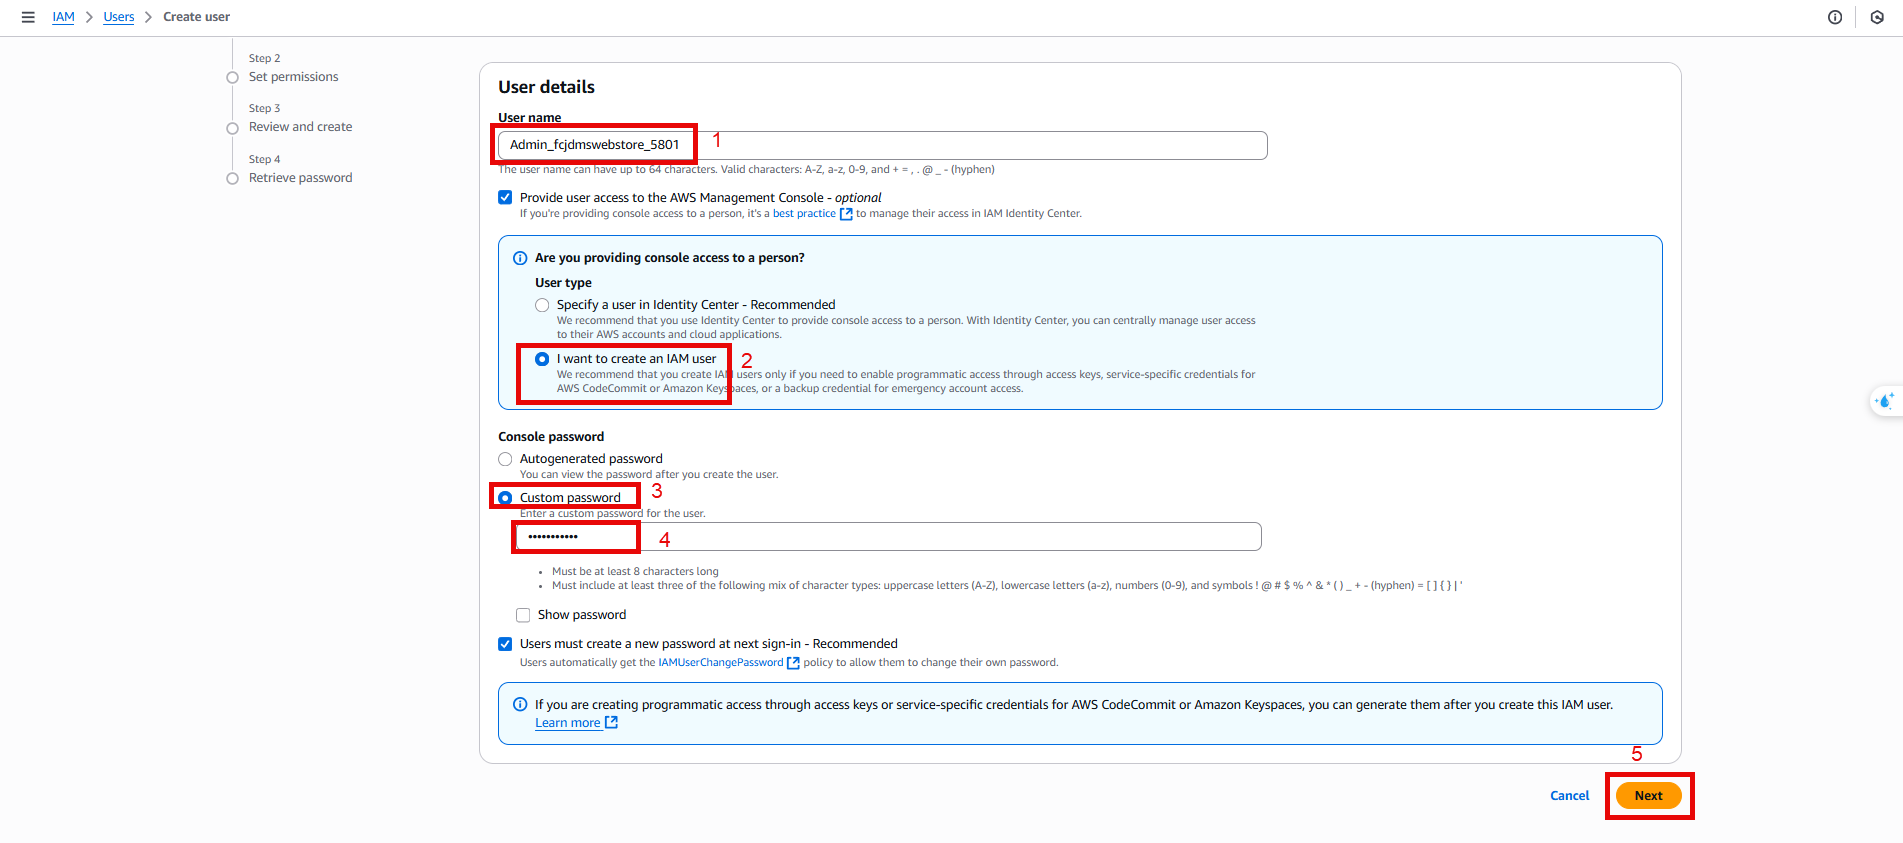 IAM > Users > Create user
Step 2
Set permissions
Step 3
Review and create
Step 4
Retrieve password
User details
User name
Admin_fcjdmswebstore_5801
1
The user name can have up to 64 characters. Valid characters: A-Z, a-z, 0-9, and + = , . @ _ - (hyphen)
Provide user access to the AWS Management Console - optional
If you're providing console access to a person, it's a best practice to manage their access in IAM Identity Center.
Are you providing console access to a person?
User type
Specify a user in Identity Center - Recommended
We recommend that you use Identity Center to provide console access to a person. With Identity Center, you can centrally manage user access
to their AWS accounts and cloud applications.
I want to create an IAM user
2
We recommend that you create IAM users only if you need to enable programmatic access through access keys, service-specific credentials for
AWS CodeCommit or Amazon Keyspaces, or a backup credential for emergency account access.
Console password
Autogenerated password
You can view the password after you create the user.
Custom password
3
Enter a custom password for the user.
•••••••••••
4
• Must be at least 8 characters long
• Must include at least three of the following mix of character types: uppercase letters (A-Z), lowercase letters (a-z), numbers (0-9), and symbols ! @ # $ % ^ & * ( ) _ + - (hyphen) = [ ] { } | '
Show password
Users must create a new password at next sign-in - Recommended
Users automatically get the IAMUserChangePassword policy to allow them to change their own password.
If you are creating programmatic access through access keys or service-specific credentials for AWS CodeCommit or Amazon Keyspaces, you can generate them after you create this IAM user.
Learn more
5
Cancel
Next